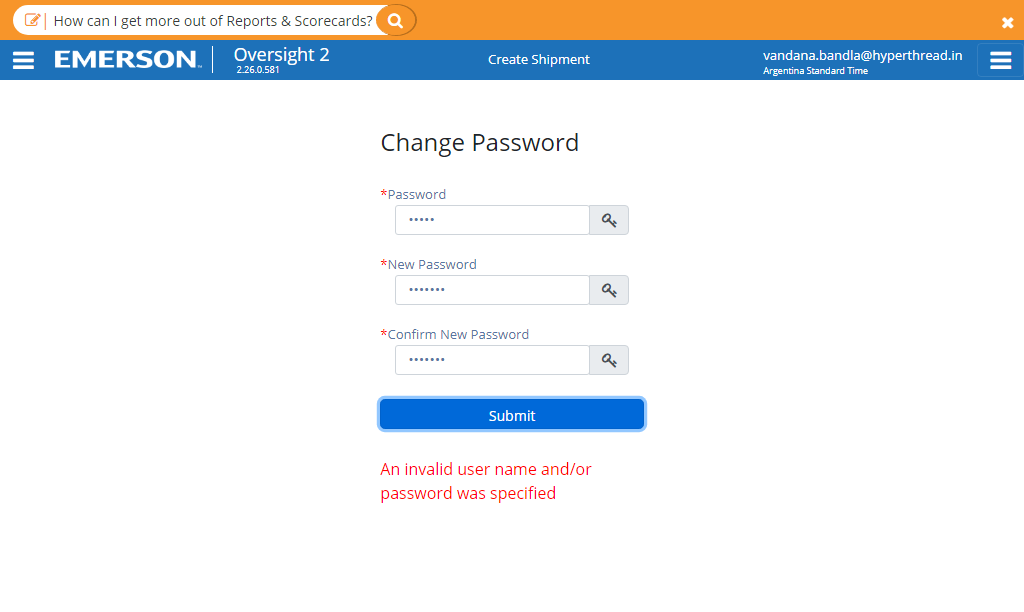 How can I get more out of Reports & Scorecards?
EMERSON
Oversight 2
2.26.0.581
Create Shipment
vandana.bandla@hyperthread.in
Argentina Standard Time
Change Password
*Password
•••••
*New Password
•••••••
*Confirm New Password
•••••••
Submit
An invalid user name and/or
password was specified